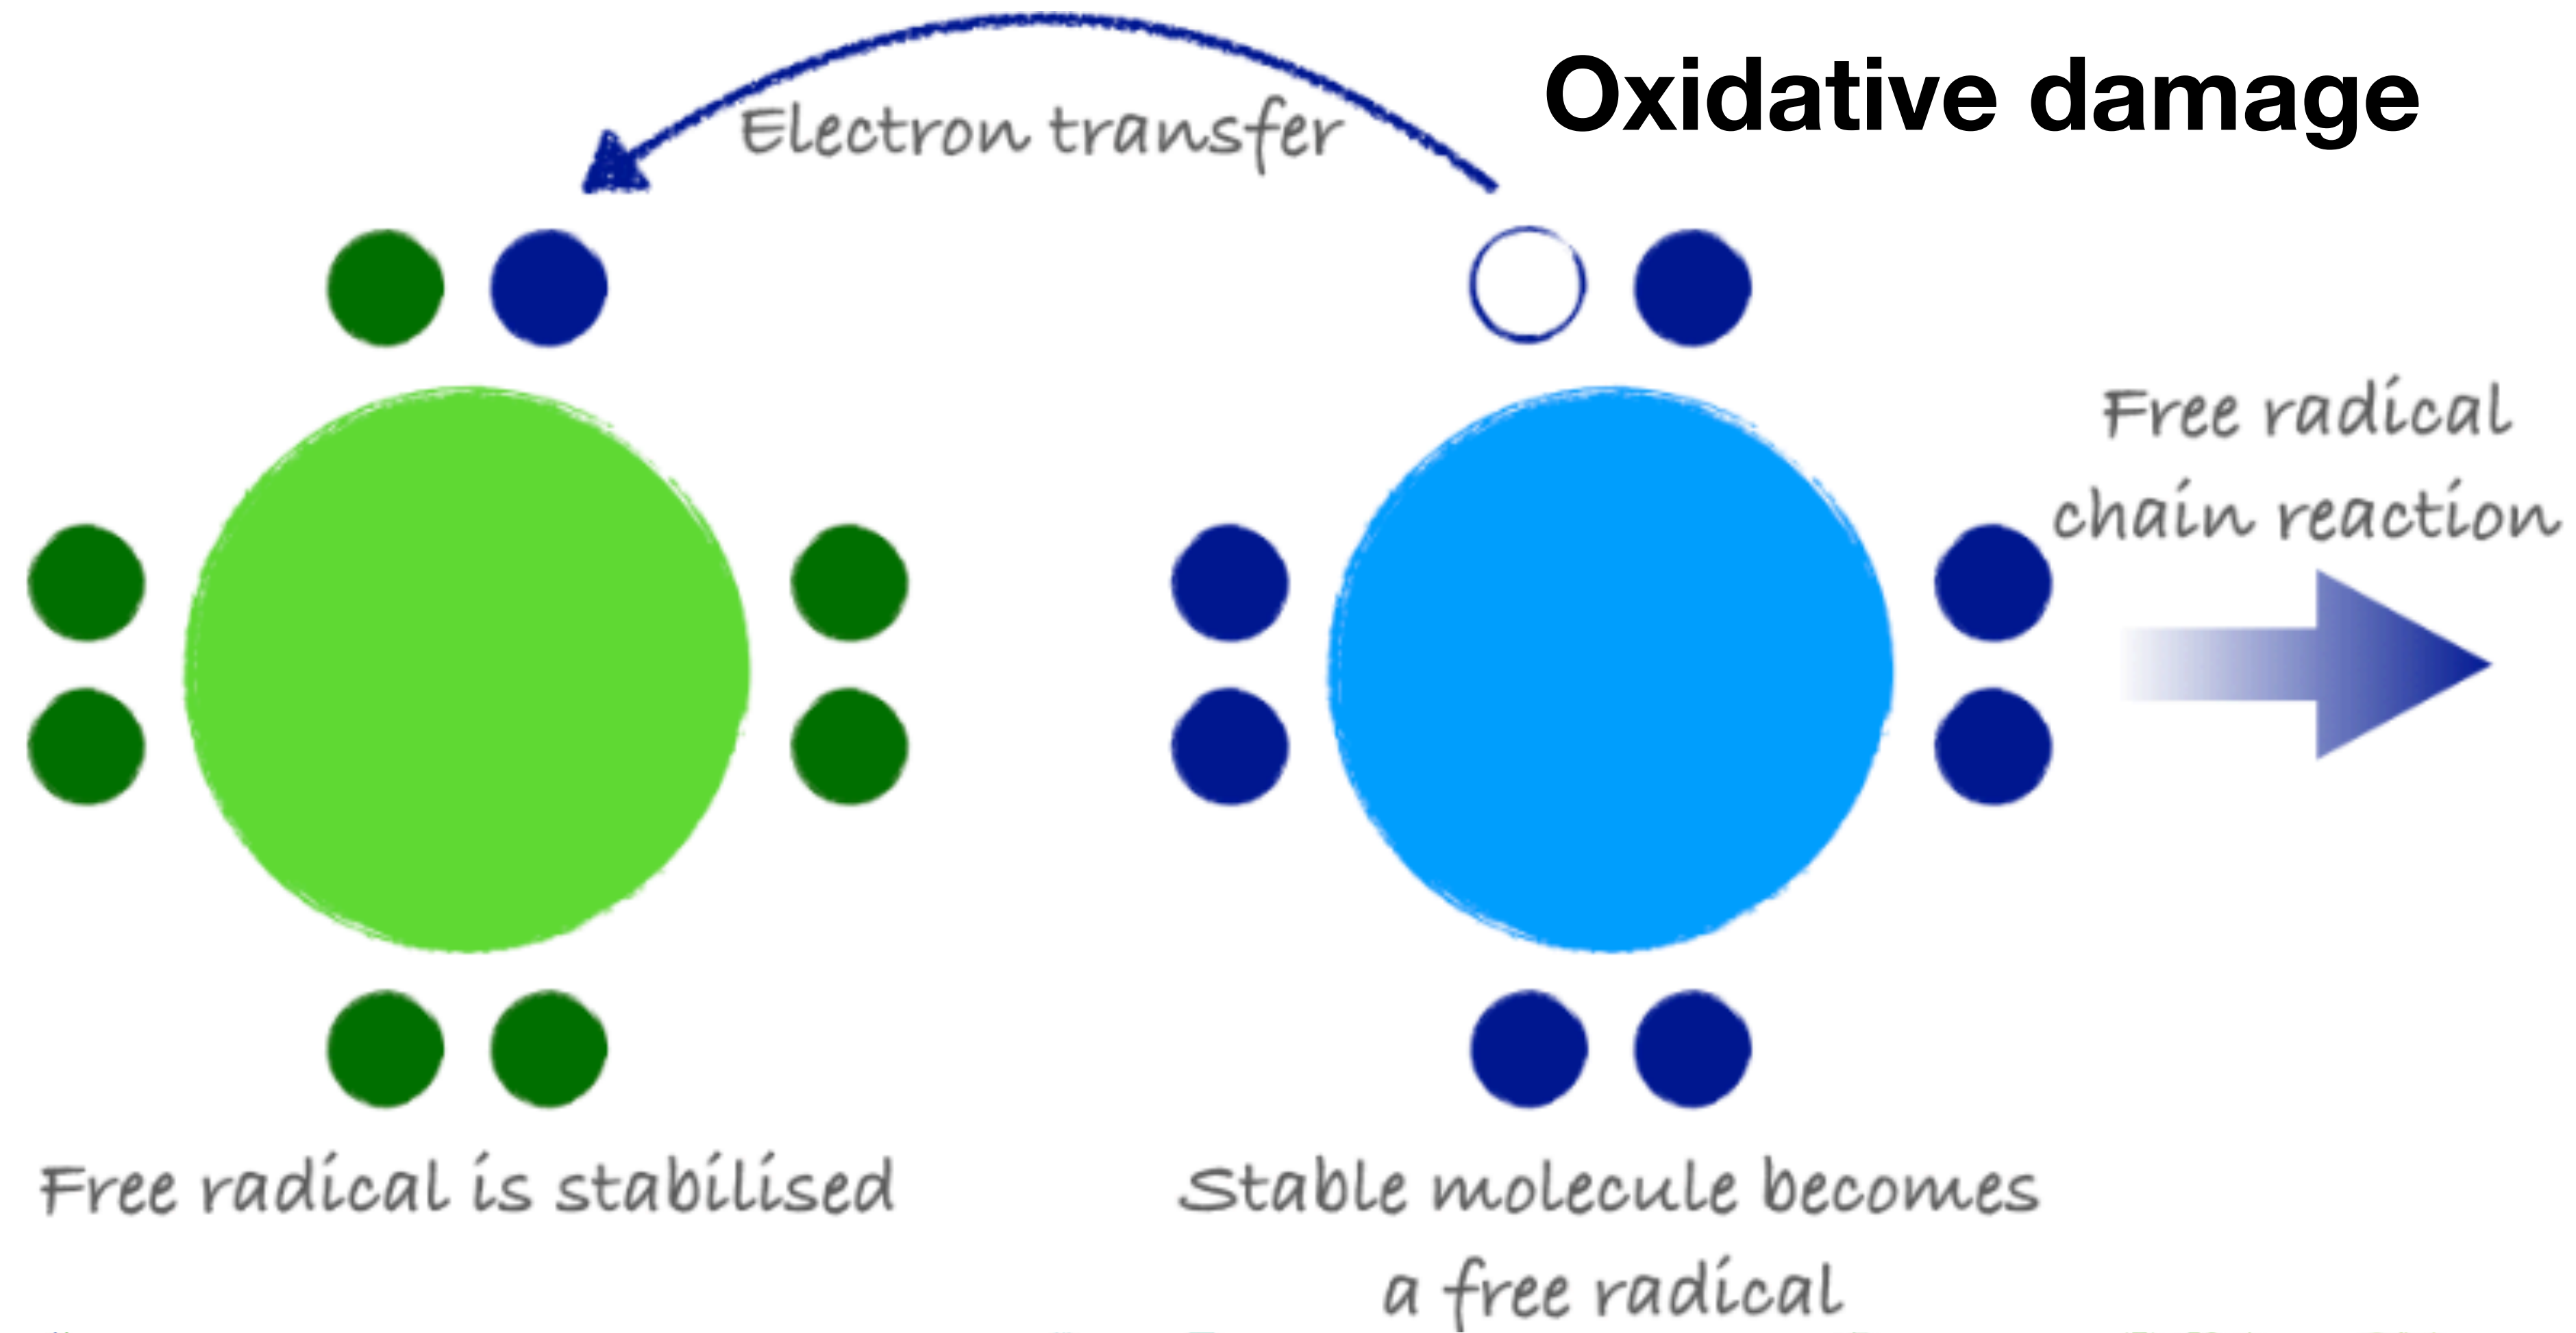 Oxidative damage
Electron transfer
Free radical
chain reaction
Free radical is stabilised
Stable molecule becomes
a free radical